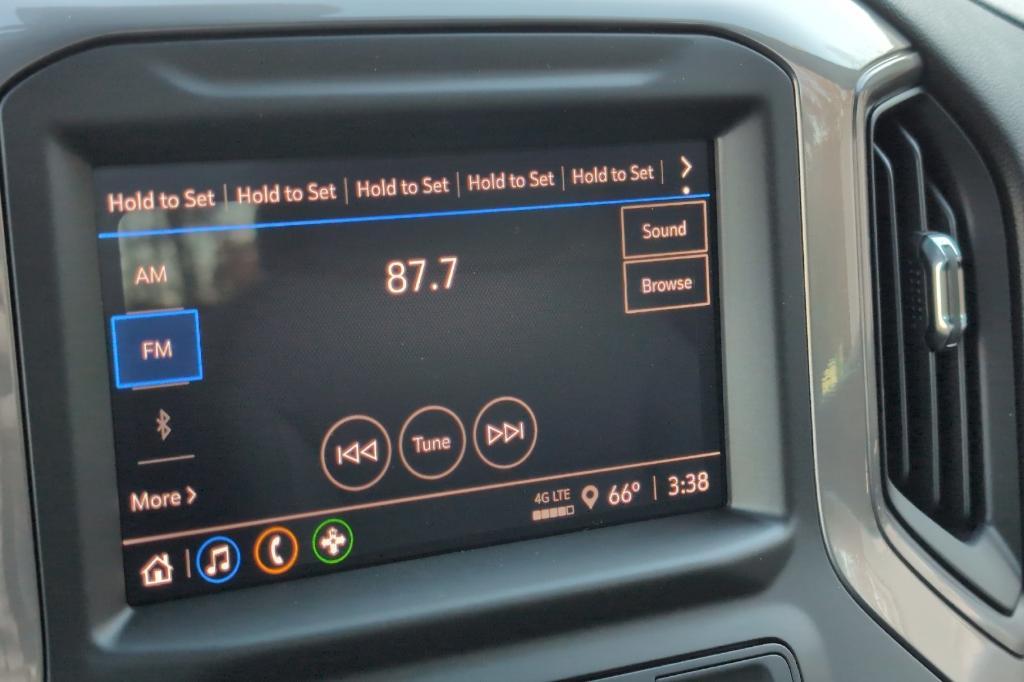 Hold to Set Hold to Set Hold to Set Hold to Set Hold to Set
Sound
AM
87.7
Browse
FM
Tune
More
4G LTE
66° 3:38